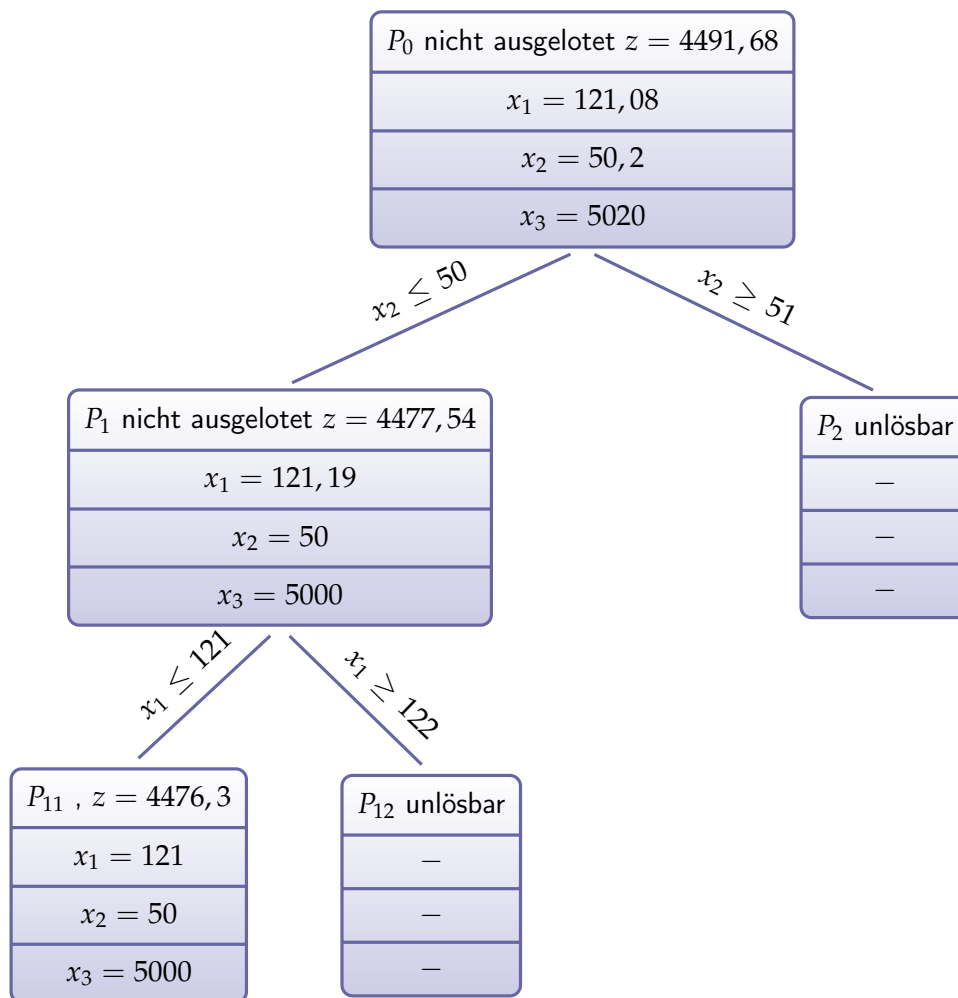 P₀ nicht ausgelotet z = 4491,68
x₁ = 121,08
x₂ = 50,2
x₃ = 5020
x₂ ≤ 50
x₂ ≥ 51
P₁ nicht ausgelotet z = 4477,54
x₁ = 121,19
x₂ = 50
x₃ = 5000
P₂ unlösbar
−
−
−
x₁ ≤ 121
x₁ ≥ 122
P₁₁ , z = 4476,3
x₁ = 121
x₂ = 50
x₃ = 5000
P₁₂ unlösbar
−
−
−